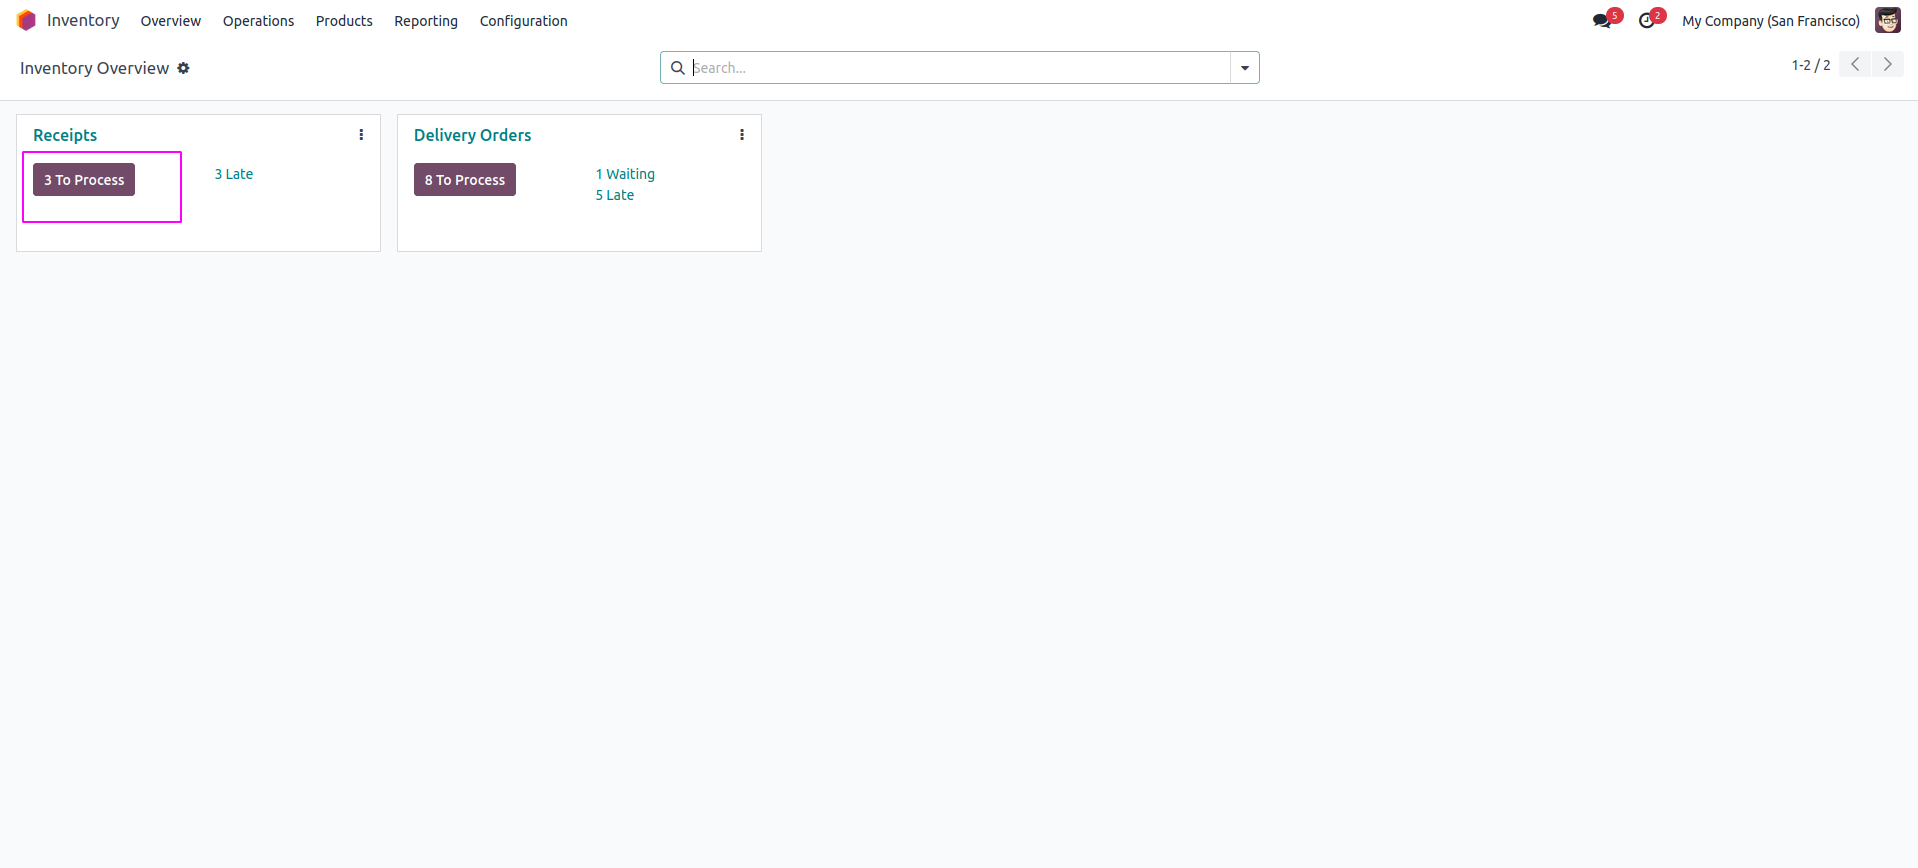 Inventory Overview Operations Products Reporting Configuration 5 2 My Company (San Francisco)
Inventory Overview Search... 1-2 / 2
Receipts
3 To Process 3 Late
Delivery Orders
8 To Process 1 Waiting
5 Late